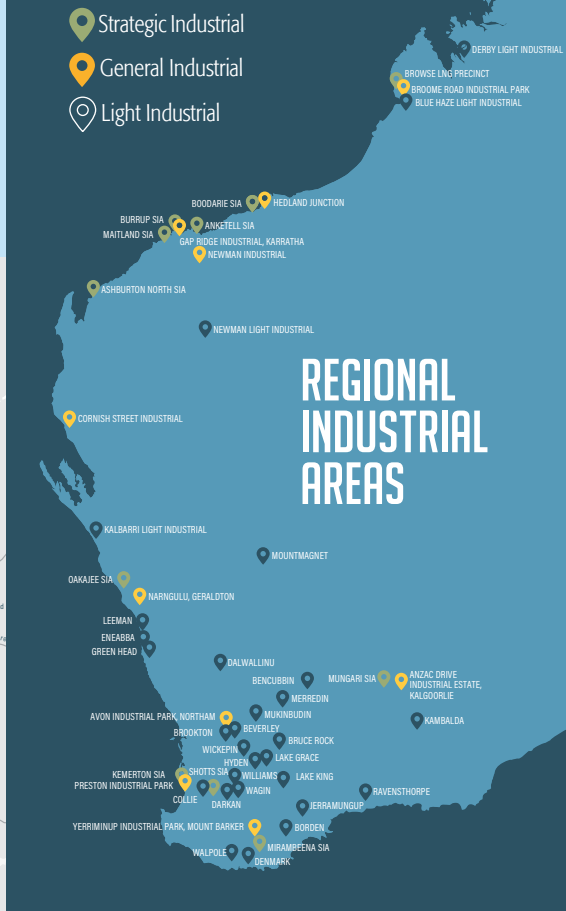 Strategic Industrial
General Industrial
Light Industrial
DERBY LIGHT INDUSTRIAL
BROWSE LNG PRECINCT
BROOME ROAD INDUSTRIAL PARK
BLUE HAZE LIGHT INDUSTRIAL
BOODARIE SIA
HEDLAND JUNCTION
BURRUP SIA
ANKETELL SIA
MAITLAND SIA
GAP RIDGE INDUSTRIAL, KARRATHA
NEWMAN INDUSTRIAL
ASHBURTON NORTH SIA
NEWMAN LIGHT INDUSTRIAL
REGIONAL
INDUSTRIAL
AREAS
CORNISH STREET INDUSTRIAL
KALBARRI LIGHT INDUSTRIAL
MOUNTMAGNET
OAKAJEE SIA
NARNGULU, GERALDTON
LEEMAN
ENEABBA
GREEN HEAD
DALWALLINU
BENCUBBIN
MUNGARI SIA
ANZAC DRIVE
INDUSTRIAL ESTATE,
KALGOORLIE
MERREDIN
AVON INDUSTRIAL PARK, NORTHAM
MUKINBUDIN
KAMBALDA
BROOKTON
BEVERLEY
BRUCE ROCK
WICKEPIN
HYDEN
LAKE GRACE
KEMERTON SIA
SHOTTS SIA
WILLIAMS
LAKE KING
PRESTON INDUSTRIAL PARK
COLLIE
DARKAN
WAGIN
RAVENSTHORPE
JERRAMUNGUP
YERRIMINUP INDUSTRIAL PARK, MOUNT BARKER
BORDEN
WALPOLE
MIRAMBEENA SIA
DENMARK